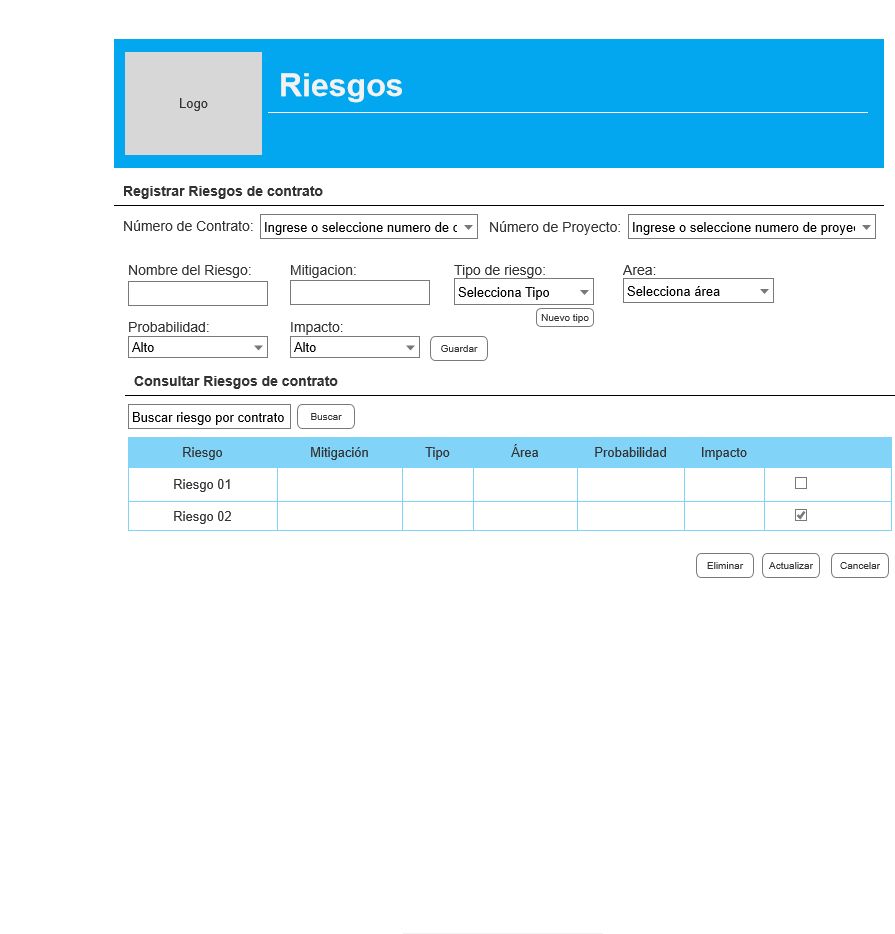 Logo
Riesgos
Registrar Riesgos de contrato
Número de Contrato: Ingrese o seleccione numero de c Número de Proyecto: Ingrese o seleccione numero de proye
Nombre del Riesgo: Mitigacion: Tipo de riesgo: Area:
Selecciona Tipo Selecciona área
Nuevo tipo
Probabilidad: Impacto:
Alto Alto Guardar
Consultar Riesgos de contrato
Buscar riesgo por contrato Buscar
Riesgo Mitigación Tipo Área Probabilidad Impacto
Riesgo 01
Riesgo 02
Eliminar Actualizar Cancelar